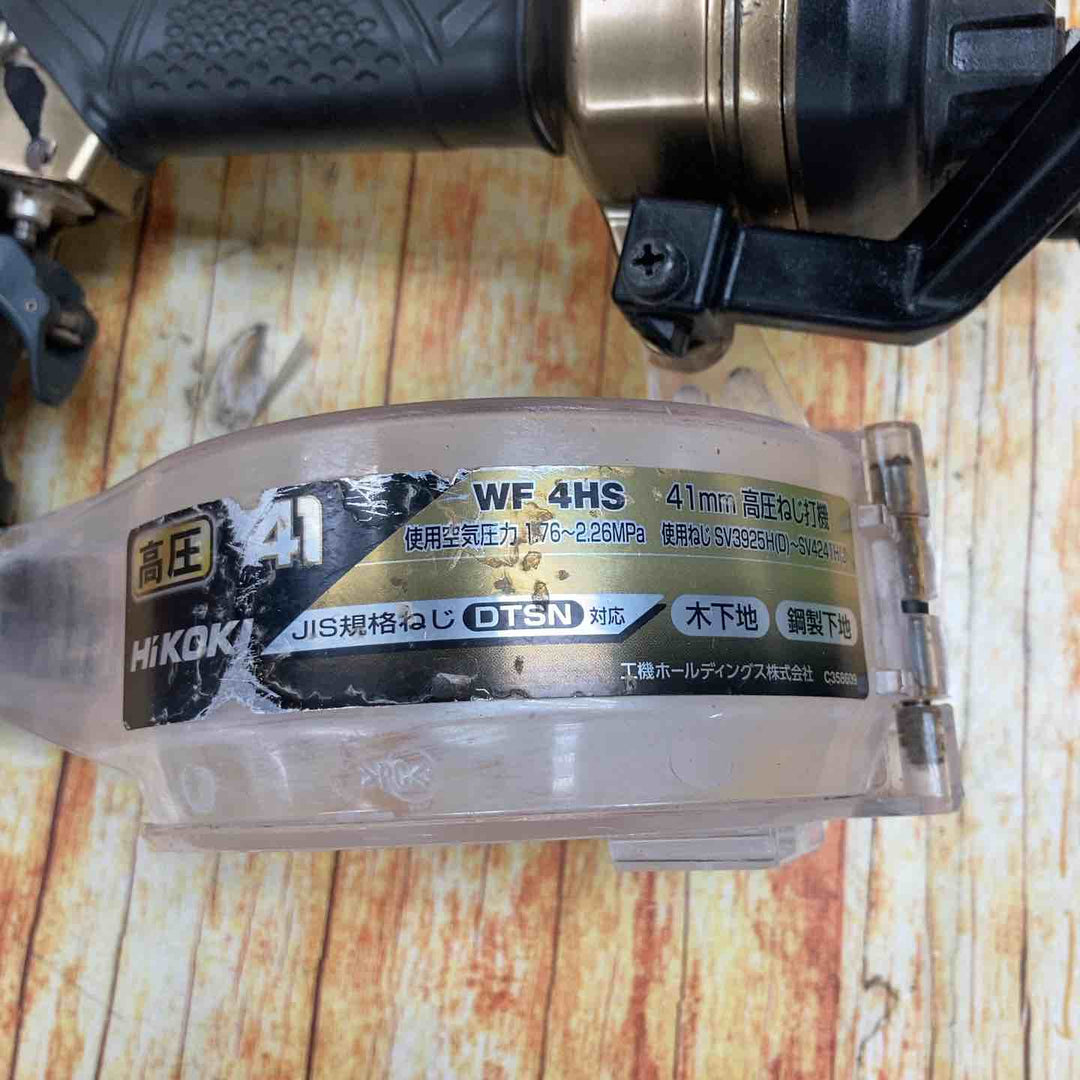 高圧 41
HiKOKI
WF 4HS 41mm 高圧ねじ打機
使用空気圧力 1.76～2.26MPa 使用ねじ SV3925H(D)～SV4241H(J)
JIS規格ねじ DTSN 対応 木下地 鋼製下地
工機ホールディングス株式会社 C358609